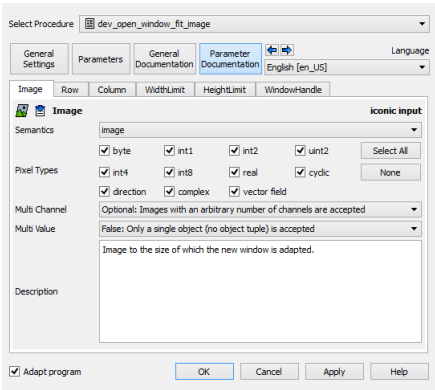 Select Procedure dev_open_window_fit_image
General Settings Parameters General Documentation Parameter Documentation Language
English [en_US]
Image Row Column WidthLimit HeightLimit WindowHandle
Image iconic input
Semantics image
Pixel Types
byte int1 int2 uint2 Select All
int4 int8 real cyclic None
direction complex vector field
Multi Channel Optional: Images with an arbitrary number of channels are accepted
Multi Value False: Only a single object (no object tuple) is accepted
Description Image to the size of which the new window is adapted.
Adapt program OK Cancel Apply Help